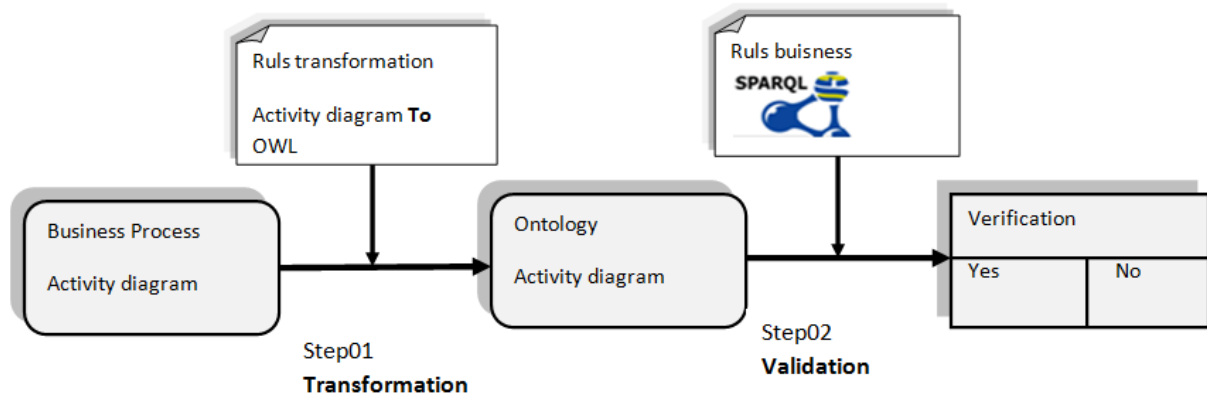 Ruls transformation
Activity diagram To
OWL
Ruls buisness
SPARQL
Business Process
Activity diagram
Ontology
Activity diagram
Verification
Yes
No
Step01
Transformation
Step02
Validation